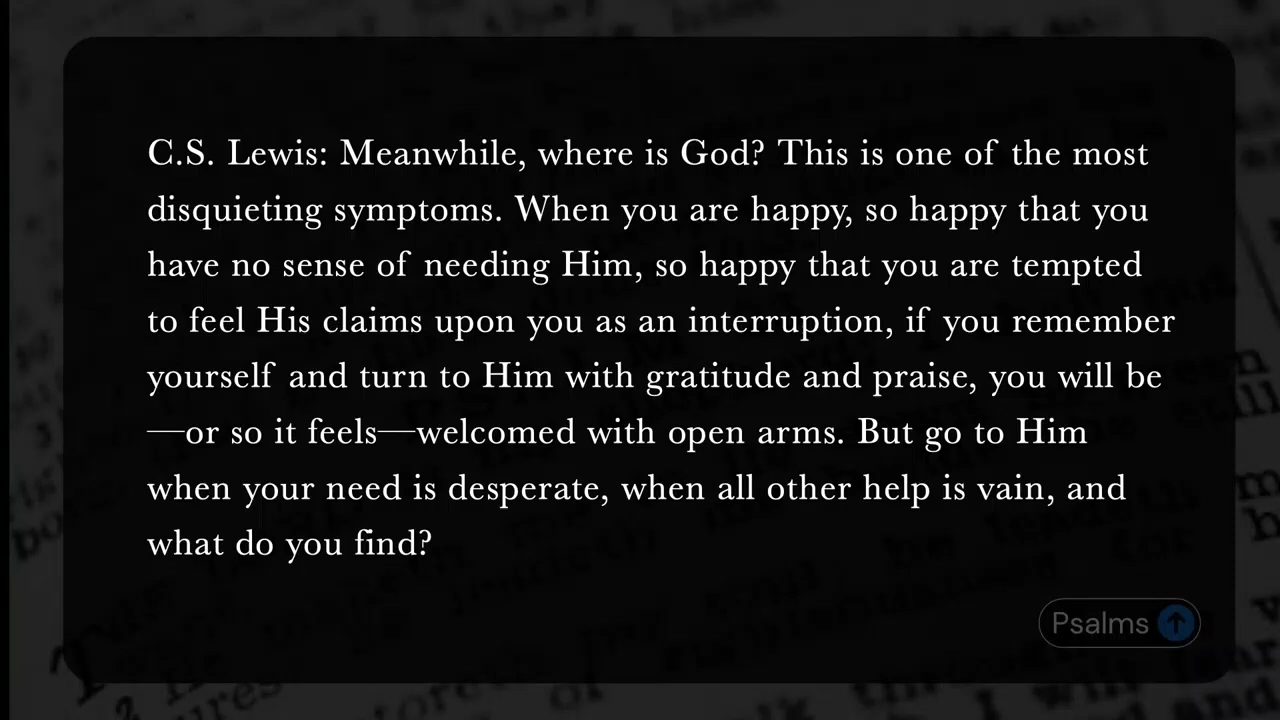 C.S. Lewis: Meanwhile, where is God? This is one of the most
disquieting symptoms. When you are happy, so happy that you
have no sense of needing Him, so happy that you are tempted
to feel His claims upon you as an interruption, if you remember
yourself and turn to Him with gratitude and praise, you will be
—or so it feels—welcomed with open arms. But go to Him
when your need is desperate, when all other help is vain, and
what do you find?
Psalms